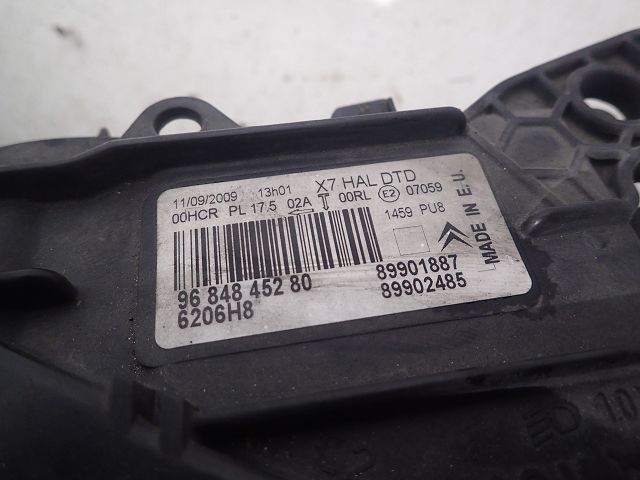 11/09/2009 13h01 X7 HAL DTD
00HCR PL 17.5 02A 00RL E2 07059
1459 PU8
MADE IN E.U.
96 848 452 80
6206H8
89901887
89902485